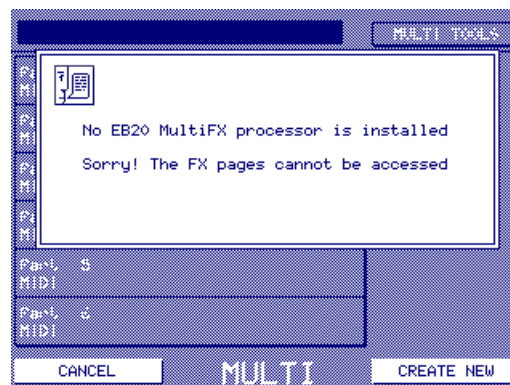 MULTI TOOLS
No EB20 MultiFX processor is installed
Sorry! The FX pages cannot be accessed
Part 5
MIDI
Part 6
MIDI
CANCEL
MULTI
CREATE NEW